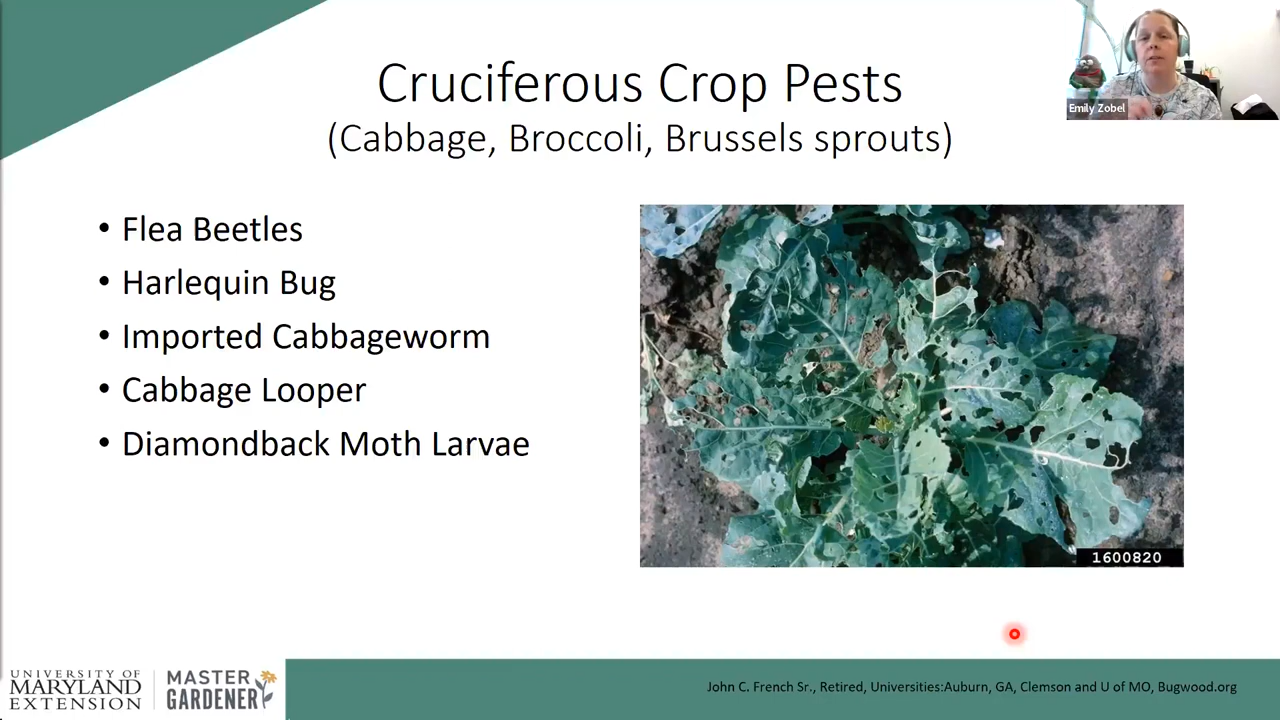 Cruciferous Crop Pests
(Cabbage, Broccoli, Brussels sprouts)
Emily Zobel
• Flea Beetles
• Harlequin Bug
• Imported Cabbageworm
• Cabbage Looper
• Diamondback Moth Larvae
1600820
UNIVERSITY OF
MARYLAND
EXTENSION
MASTER
GARDENER
John C. French Sr., Retired, Universities:Auburn, GA, Clemson and U of MO, Bugwood.org